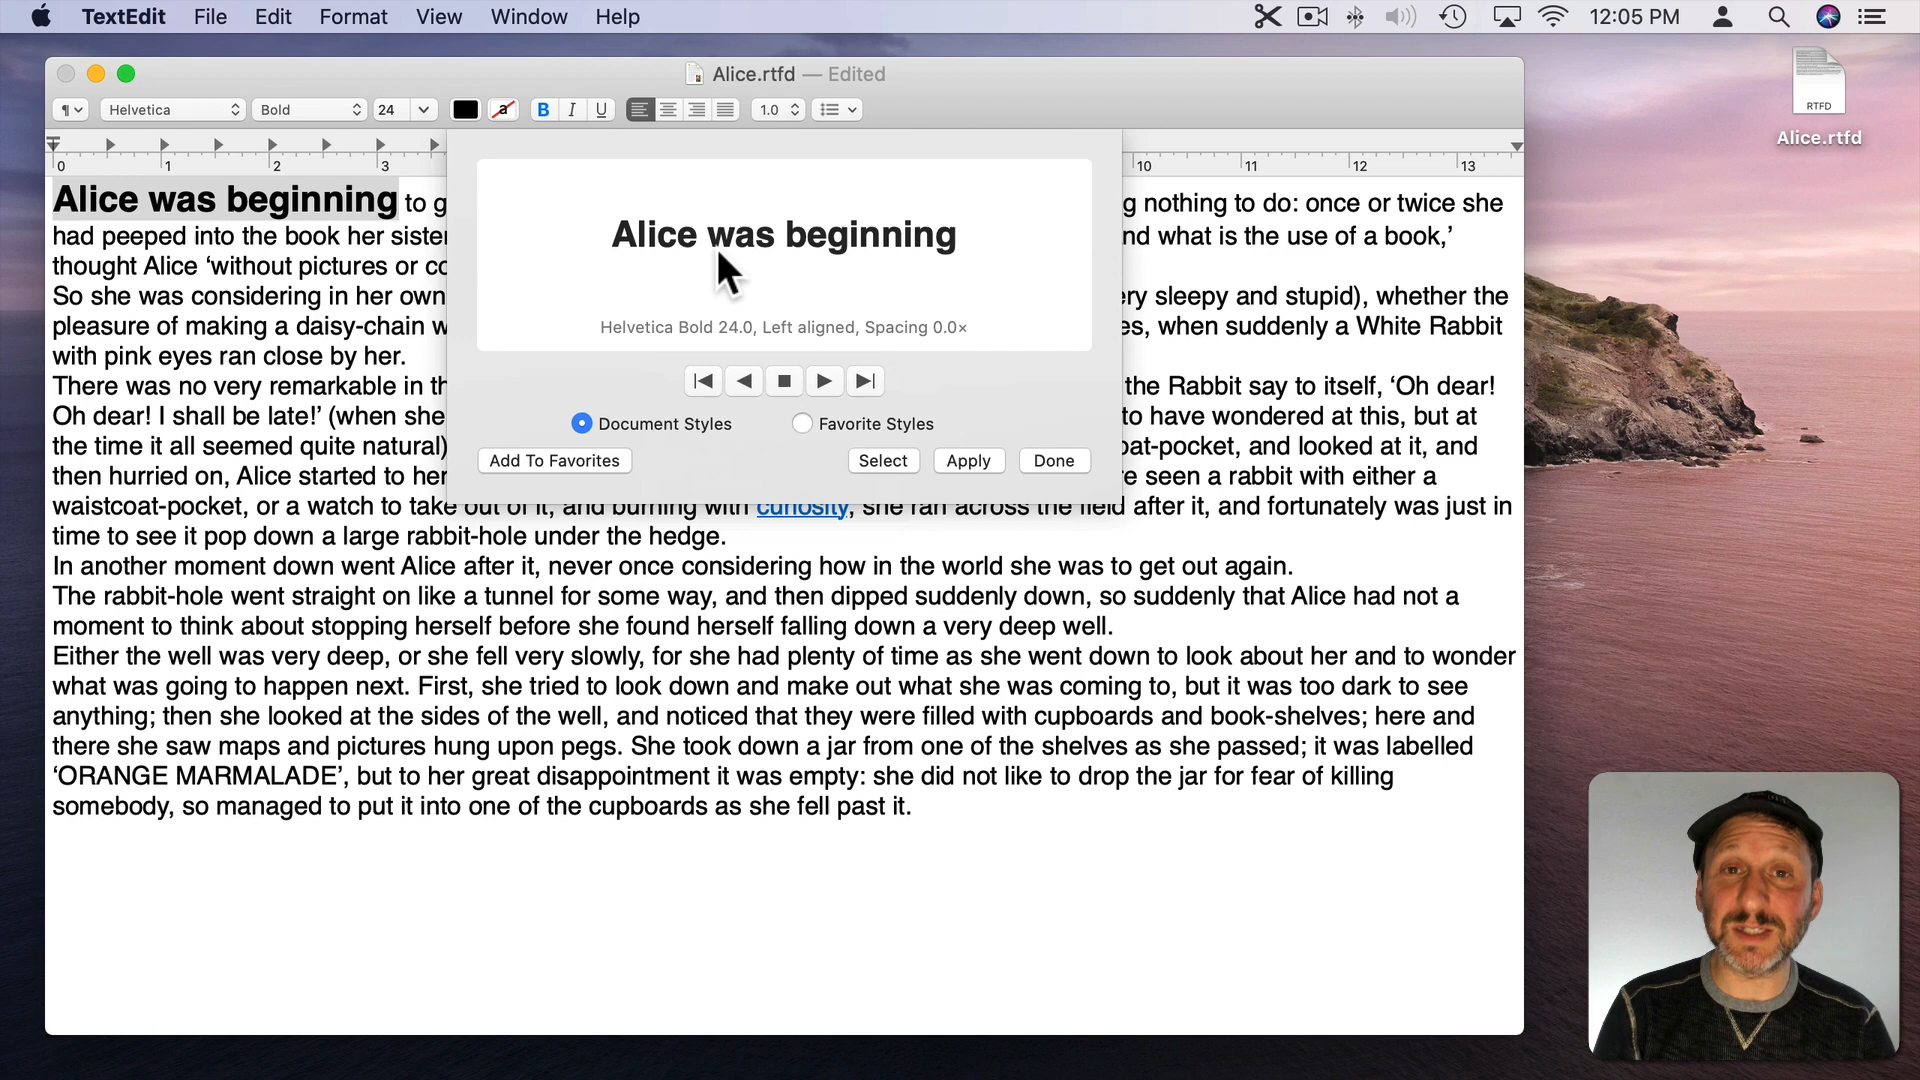 TextEdit File Edit Format View Window Help 12:05 PM
Alice.rtfd — Edited
RTFD
Alice.rtfd
¶ Helvetica Bold 24 a B I U 1.0
0 1 2 3 10 11 12 13
Alice was beginning to g g nothing to do: once or twice she
had peeped into the book her sister nd what is the use of a book,’
thought Alice ‘without pictures or co
So she was considering in her own ery sleepy and stupid), whether the
pleasure of making a daisy-chain w es, when suddenly a White Rabbit
with pink eyes ran close by her.
There was no very remarkable in th the Rabbit say to itself, ‘Oh dear!
Oh dear! I shall be late!’ (when she to have wondered at this, but at
the time it all seemed quite natural) oat-pocket, and looked at it, and
then hurried on, Alice started to her e seen a rabbit with either a
waistcoat-pocket, or a watch to take out of it, and burning with curiosity, she ran across the field after it, and fortunately was just in
time to see it pop down a large rabbit-hole under the hedge.
In another moment down went Alice after it, never once considering how in the world she was to get out again.
The rabbit-hole went straight on like a tunnel for some way, and then dipped suddenly down, so suddenly that Alice had not a
moment to think about stopping herself before she found herself falling down a very deep well.
Either the well was very deep, or she fell very slowly, for she had plenty of time as she went down to look about her and to wonder
what was going to happen next. First, she tried to look down and make out what she was coming to, but it was too dark to see
anything; then she looked at the sides of the well, and noticed that they were filled with cupboards and book-shelves; here and
there she saw maps and pictures hung upon pegs. She took down a jar from one of the shelves as she passed; it was labelled
‘ORANGE MARMALADE’, but to her great disappointment it was empty: she did not like to drop the jar for fear of killing
somebody, so managed to put it into one of the cupboards as she fell past it.
Alice was beginning
Helvetica Bold 24.0, Left aligned, Spacing 0.0×
Document Styles Favorite Styles
Add To Favorites Select Apply Done